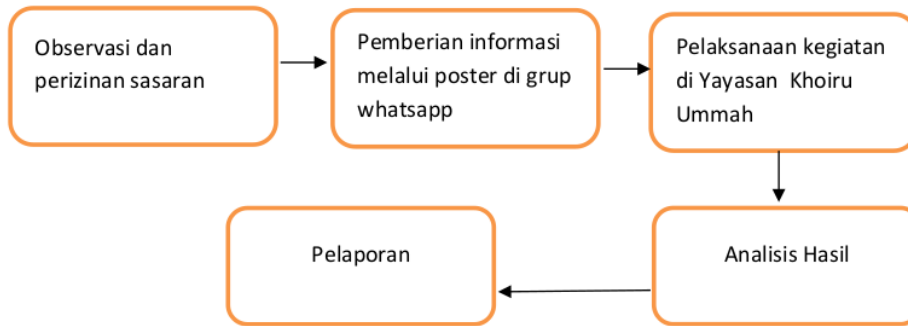 Observasi dan
perizinan sasaran
Pemberian informasi
melalui poster di grup
whatsapp
Pelaksanaan kegiatan
di Yayasan Khoiru
Ummah
Analisis Hasil
Pelaporan